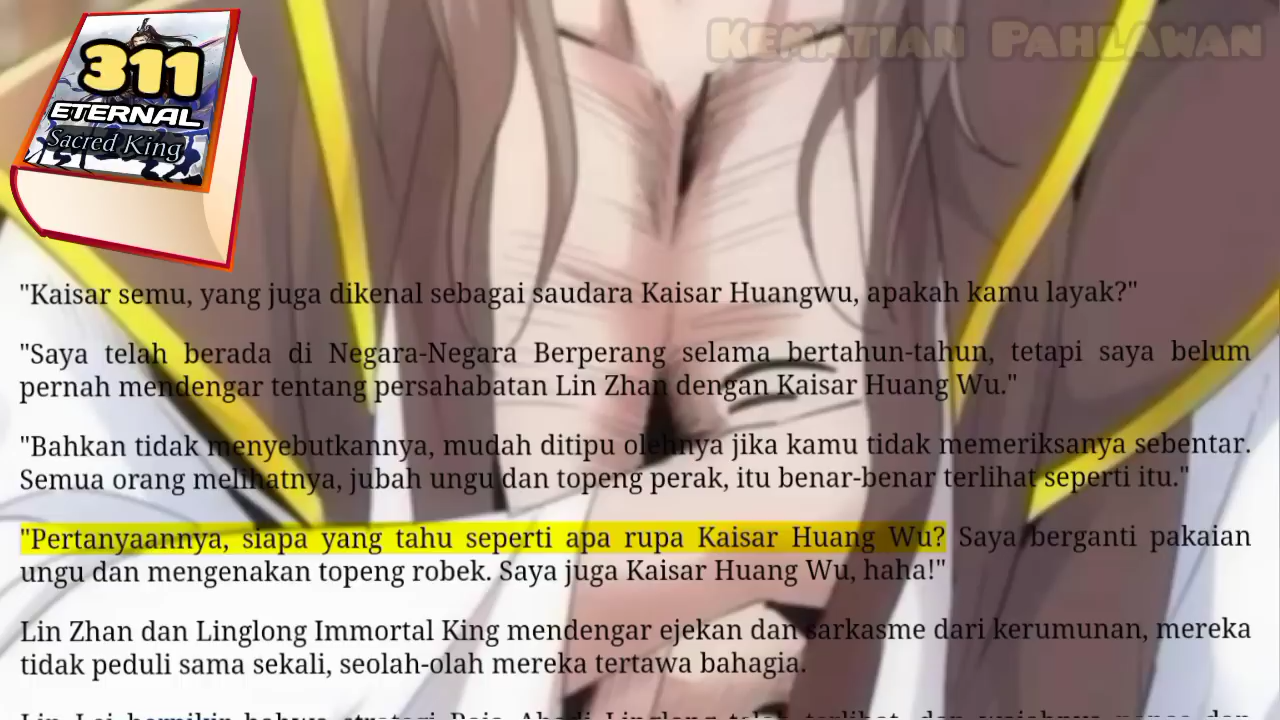 Kematian Pahlawan
311
ETERNAL
Sacred King
"Kaisar semu, yang juga dikenal sebagai saudara Kaisar Huangwu, apakah kamu layak?"
"Saya telah berada di Negara-Negara Berperang selama bertahun-tahun, tetapi saya belum
pernah mendengar tentang persahabatan Lin Zhan dengan Kaisar Huang Wu."
"Bahkan tidak menyebutkannya, mudah ditipu olehnya jika kamu tidak memeriksanya sebentar.
Semua orang melihatnya, jubah ungu dan topeng perak, itu benar-benar terlihat seperti itu."
"Pertanyaannya, siapa yang tahu seperti apa rupa Kaisar Huang Wu? Saya berganti pakaian
ungu dan mengenakan topeng robek. Saya juga Kaisar Huang Wu, haha!"
Lin Zhan dan Linglong Immortal King mendengar ejekan dan sarkasme dari kerumunan, mereka
tidak peduli sama sekali, seolah-olah mereka tertawa bahagia.